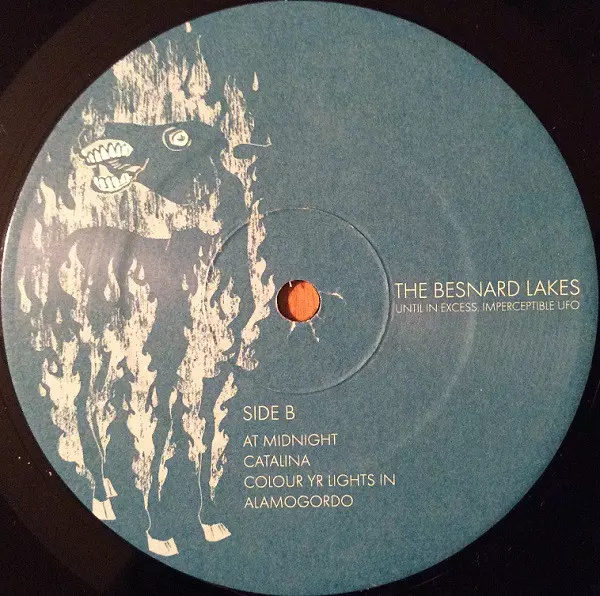 THE BESNARD LAKES
UNTIL IN EXCESS, IMPERCEPTIBLE UFO
SIDE B
AT MIDNIGHT
CATALINA
COLOUR YR LIGHTS IN
ALAMOGORDO